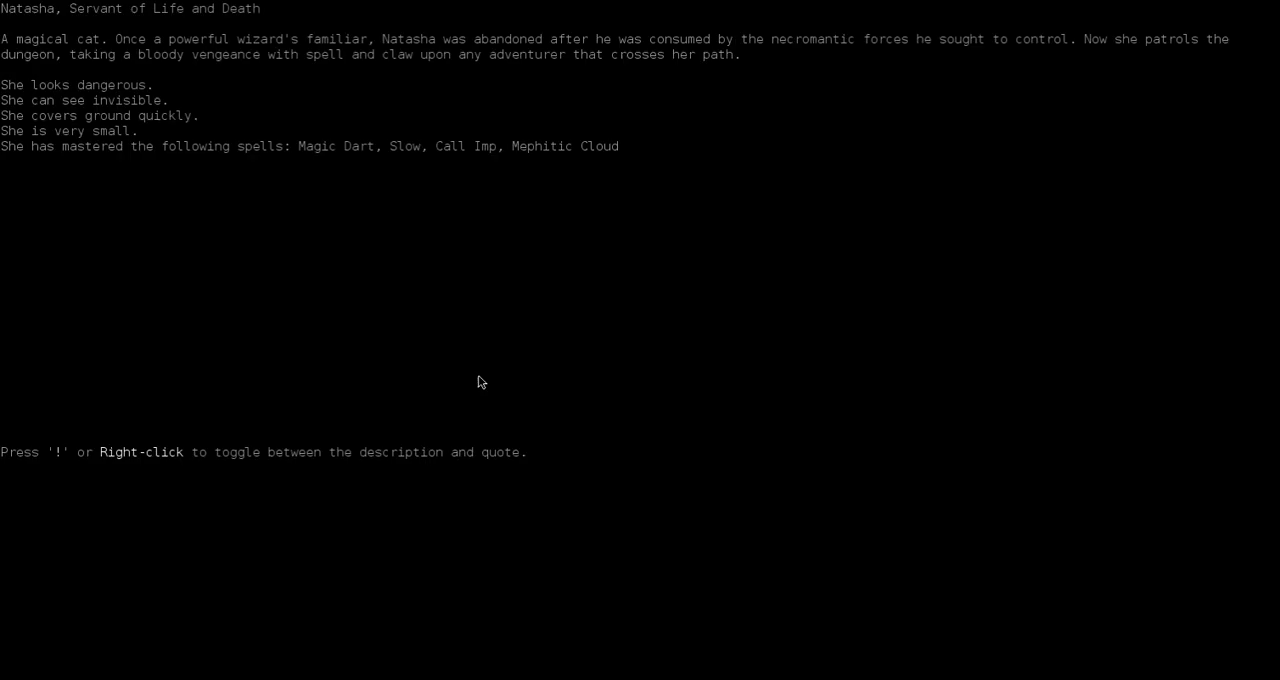 Natasha, Servant of Life and Death
A magical cat. Once a powerful wizard's familiar, Natasha was abandoned after he was consumed by the necromantic forces he sought to control. Now she patrols the
dungeon, taking a bloody vengeance with spell and claw upon any adventurer that crosses her path.
She looks dangerous.
She can see invisible.
She covers ground quickly.
She is very small.
She has mastered the following spells: Magic Dart, Slow, Call Imp, Mephitic Cloud
Press '!' or Right-click to toggle between the description and quote.